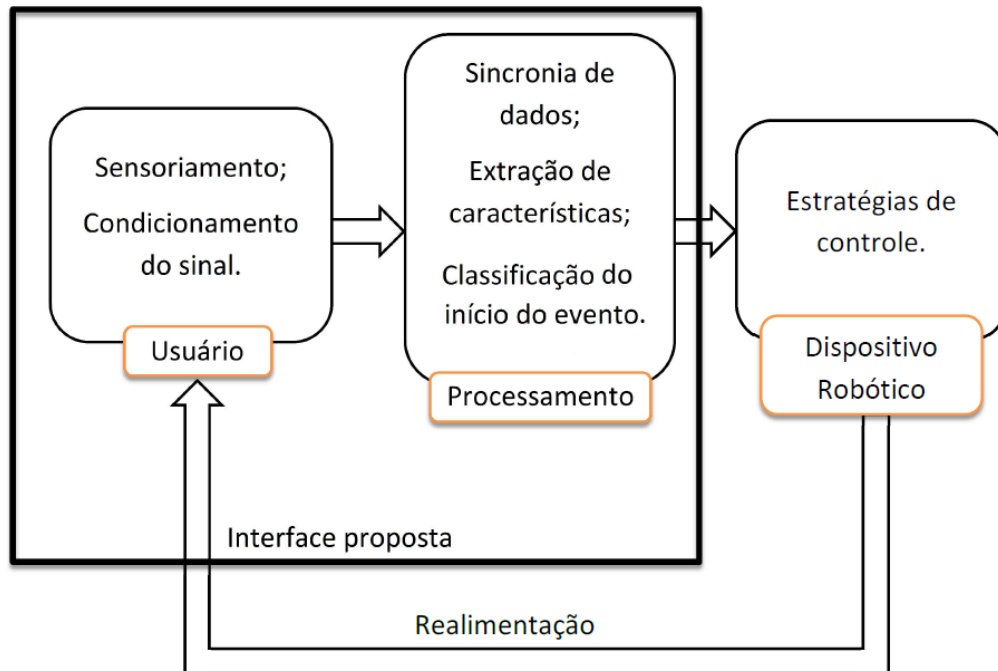 Sensoriamento;
Condicionamento
do sinal.
Usuário
Sincronia de
dados;
Extração de
características;
Classificação do
início do evento.
Processamento
Estratégias de
controle.
Dispositivo
Robótico
Interface proposta
Realimentação